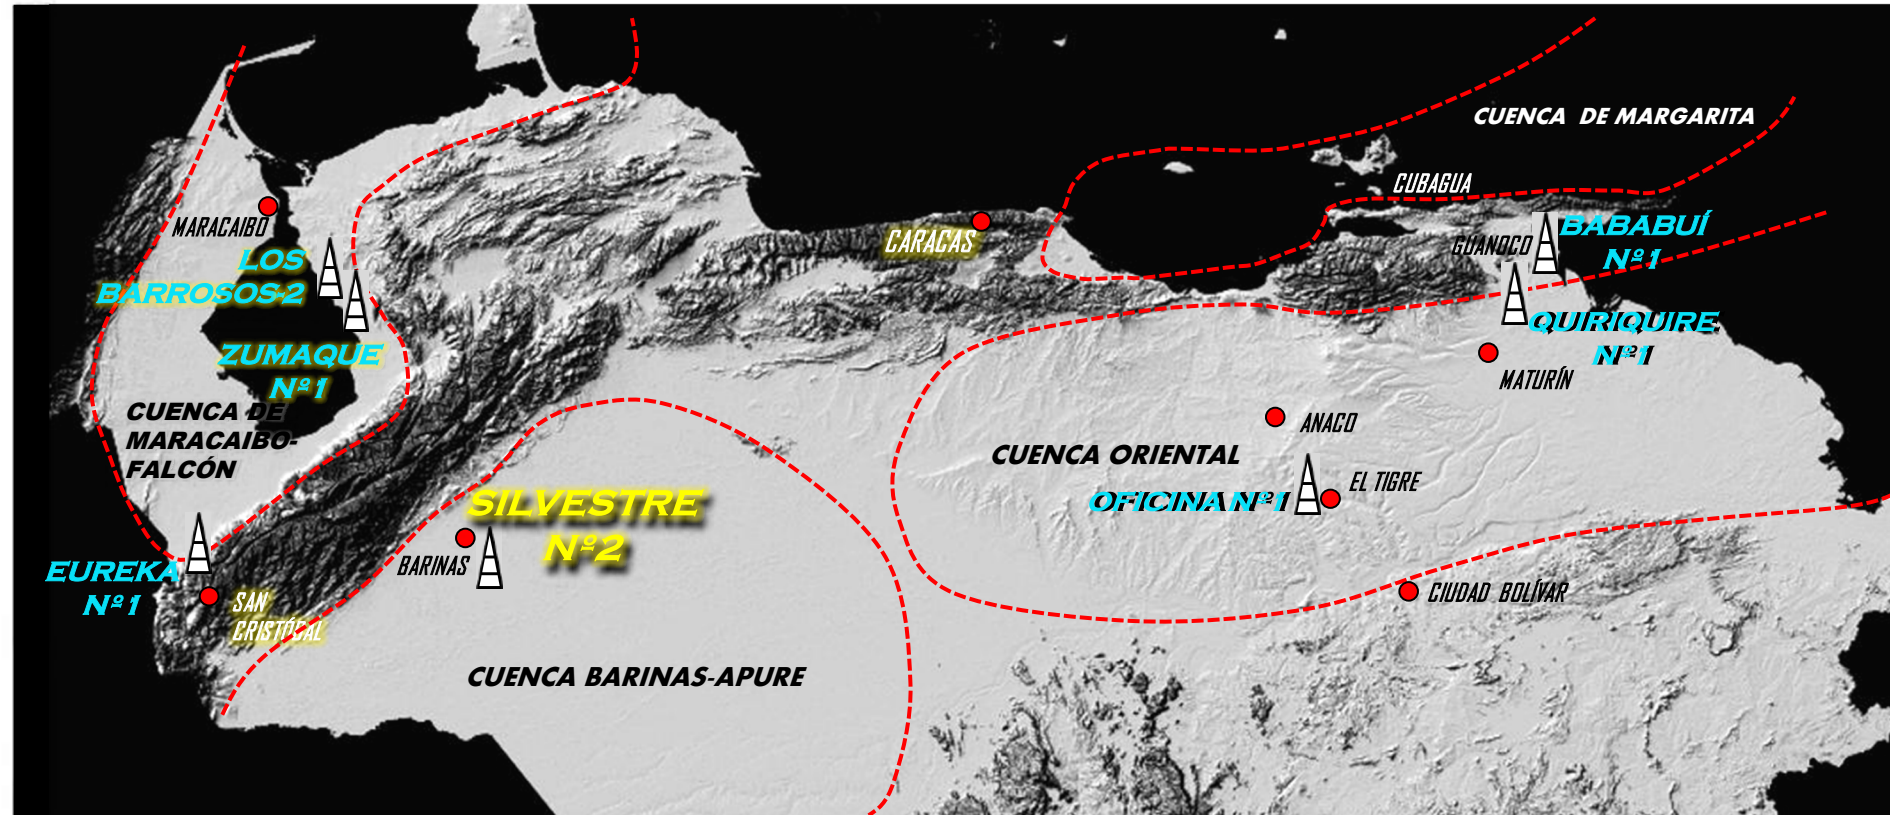 CUENCA DE MARGARITA
CUBAGUA
MARACAIBO
CARACAS
GUANOCO
BABABUÍ
Nº1
LOS
BARROSOS-2
QUIRIQUIRE
Nº1
ZUMAQUE
Nº1
MATURÍN
CUENCA DE
MARACAIBO-
FALCÓN
ANACO
CUENCA ORIENTAL
EL TIGRE
OFICINA Nº1
SILVESTRE
Nº2
BARINAS
EUREKA
Nº1
SAN
CRISTÓCAL
CIUDAD BOLÍVAR
CUENCA BARINAS-APURE